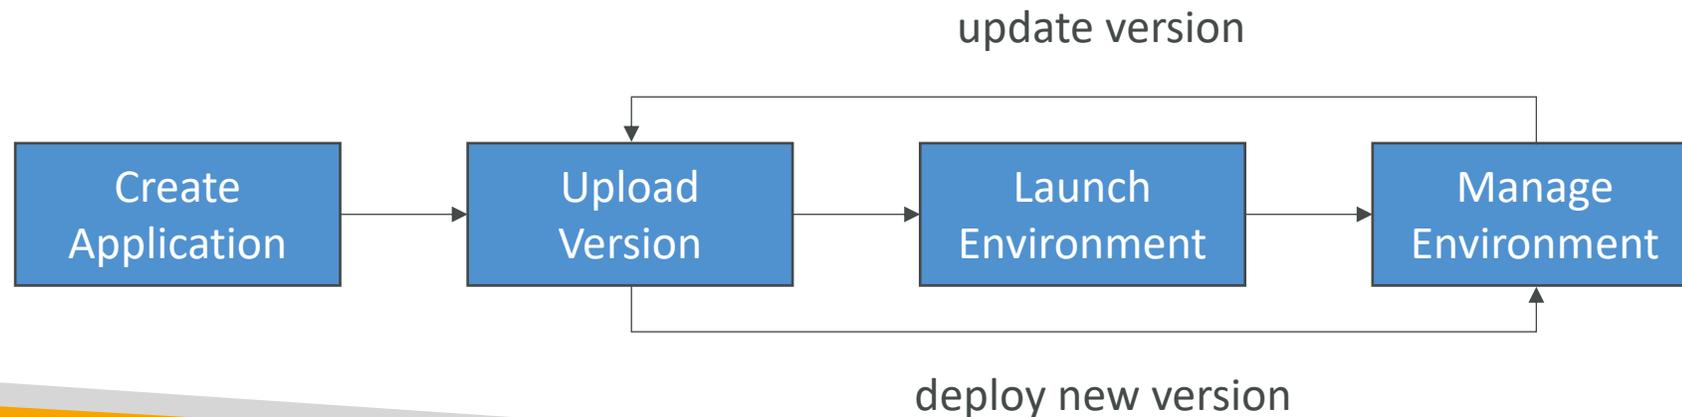 update version
Create
Application
Upload
Version
Launch
Environment
Manage
Environment
deploy new version